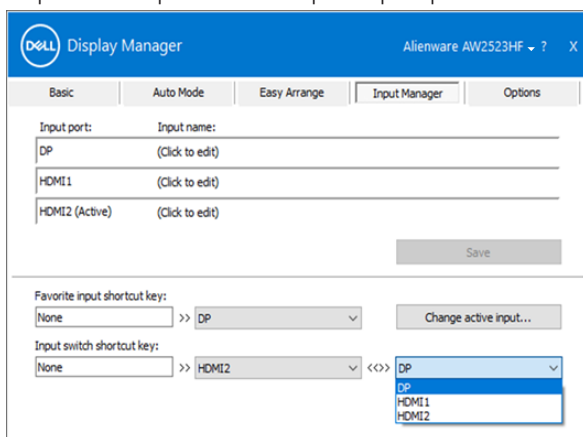 DELL Display Manager Alienware AW2523HF ? X
Basic Auto Mode Easy Arrange Input Manager Options
Input port: Input name:
DP (Click to edit)
HDMI1 (Click to edit)
HDMI2 (Active) (Click to edit)
Save
Favorite input shortcut key:
None >> DP Change active input...
Input switch shortcut key:
None >> HDMI2 <<>> DP
DP
HDMI1
HDMI2